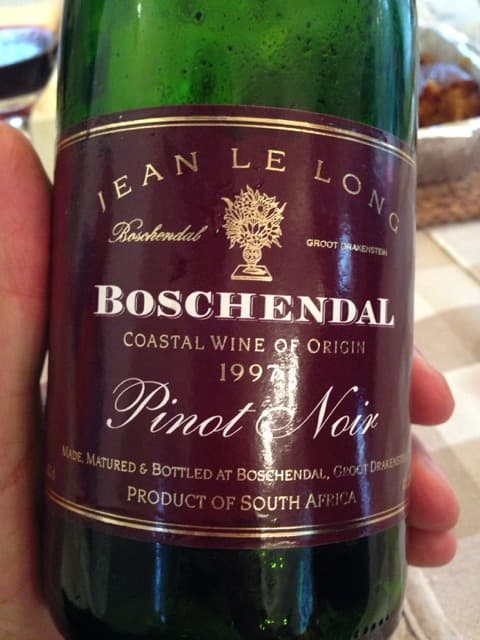 JEAN LE LONG
Boschendal
GROOT DRAKENSTEIN
BOSCHENDAL
COASTAL WINE OF ORIGIN
1997
Pinot Noir
MADE, MATURED & BOTTLED AT BOSCHENDAL, GROOT
PRODUCT OF SOUTH AFRICA